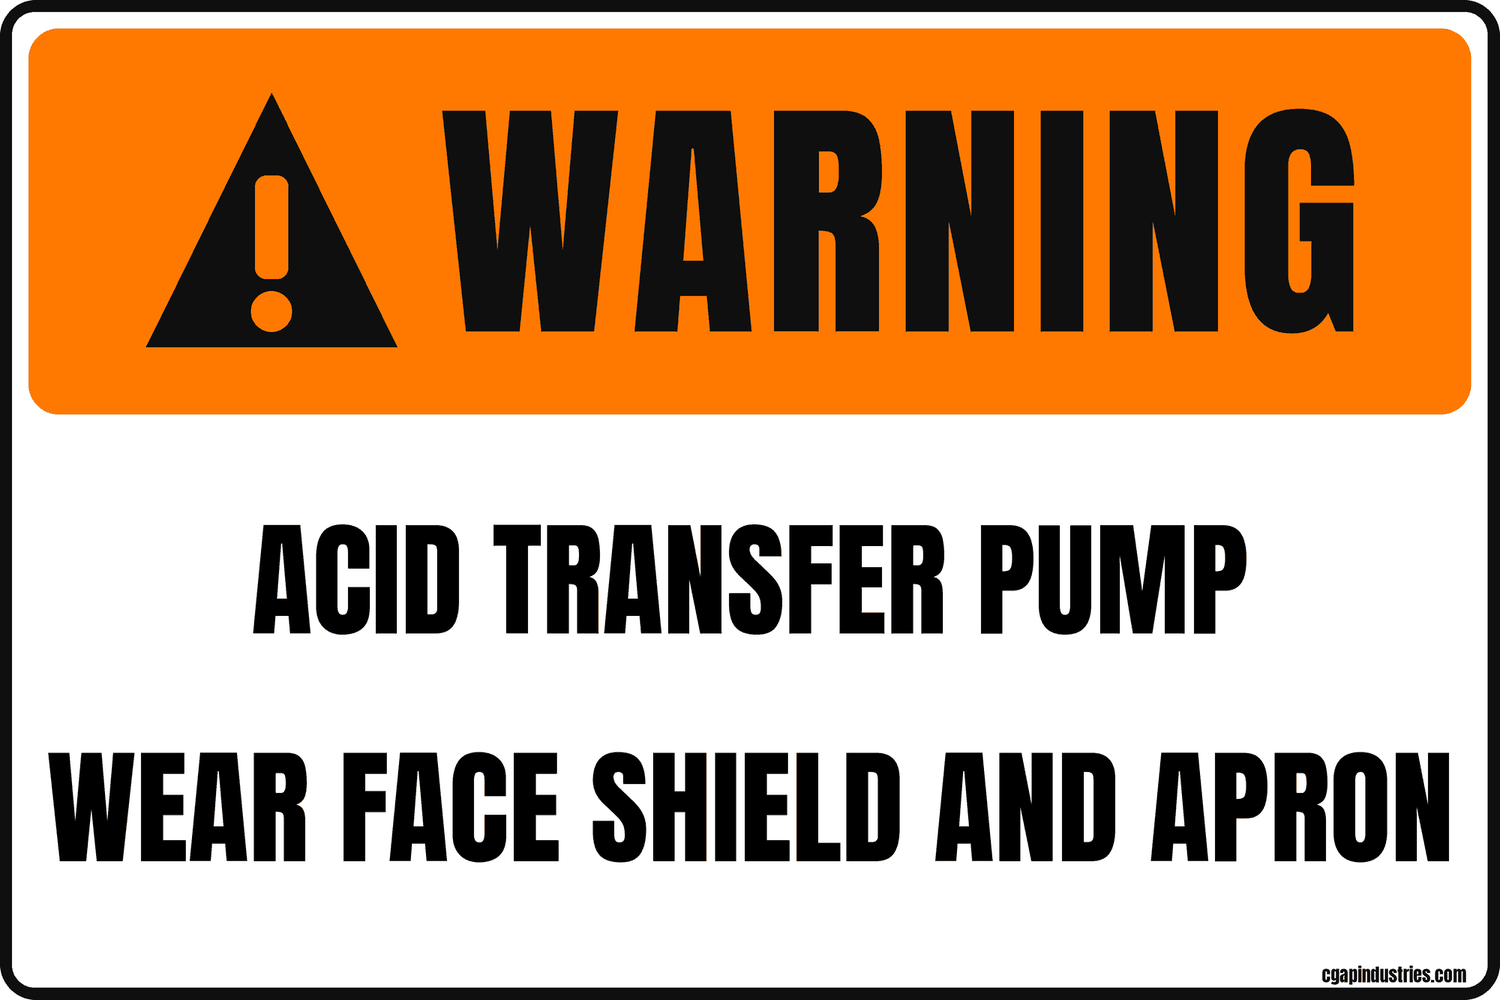 WARNING
ACID TRANSFER PUMP
WEAR FACE SHIELD AND APRON
cgapindustries.com